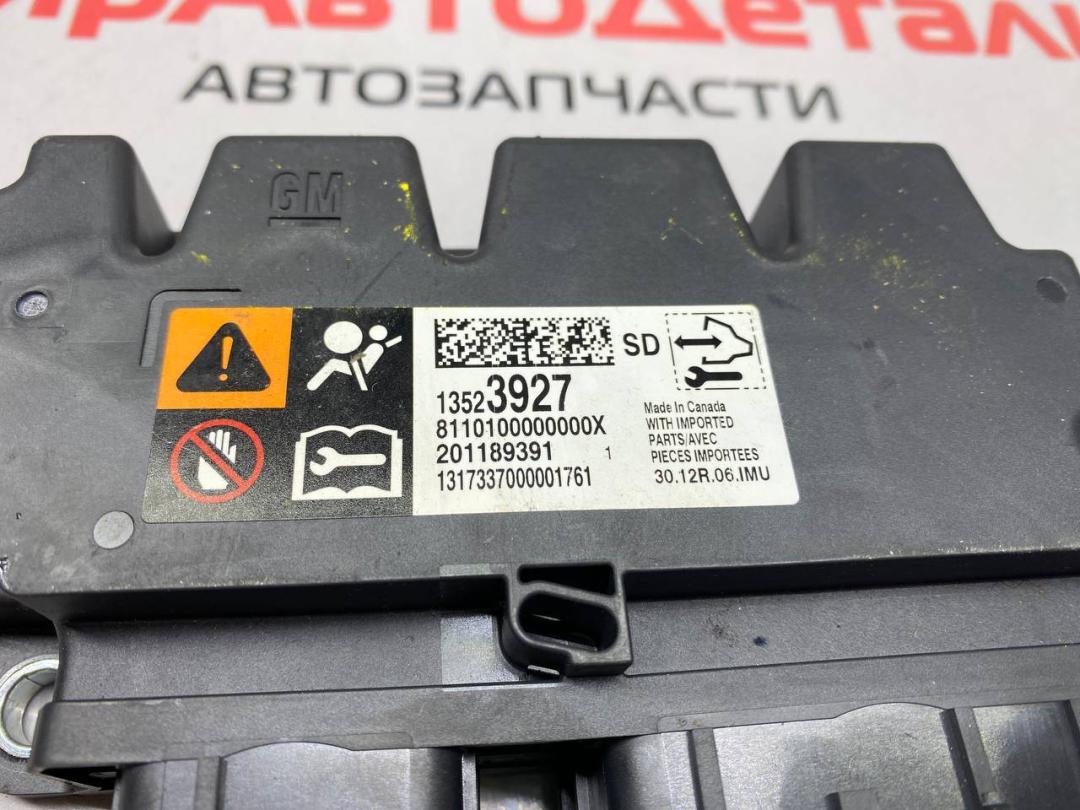 АвтоДетал
АВТОЗАПЧАСТИ
GM
SD
13523927
8110100000000X
201189391 1
1317337000001761
Made In Canada
WITH IMPORTED
PARTS/AVEC
PIECES IMPORTEES
30.12R.06.IMU